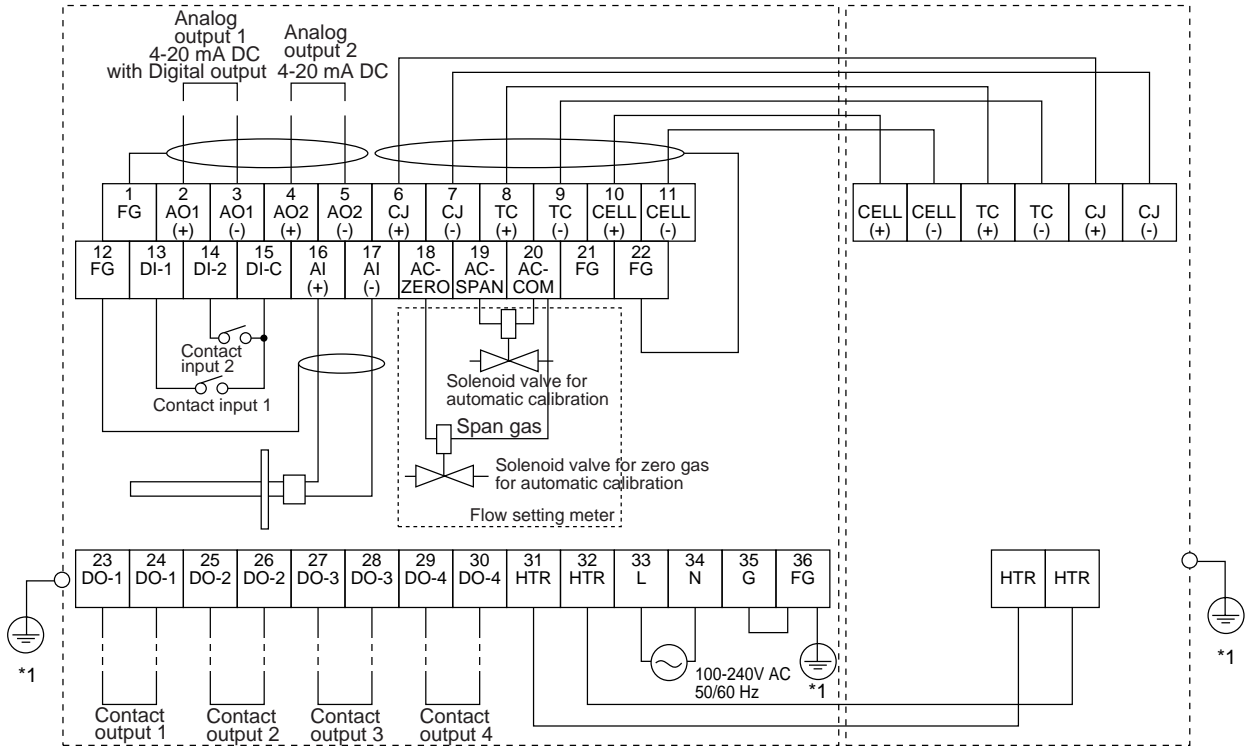 Analog
output 1
4-20 mA DC
with Digital output
Analog
output 2
4-20 mA DC
1
FG
2
AO1
(+)
3
AO1
(-)
4
AO2
(+)
5
AO2
(-)
6
CJ
(+)
7
CJ
(-)
8
TC
(+)
9
TC
(-)
10
CELL
(+)
11
CELL
(-)
CELL
(+)
CELL
(-)
TC
(+)
TC
(-)
CJ
(+)
CJ
(-)
12
FG
13
DI-1
14
DI-2
15
DI-C
16
AI
(+)
17
AI
(-)
18
AC-
ZERO
19
AC-
SPAN
20
AC-
COM
21
FG
22
FG
Contact
input 2
Contact input 1
Solenoid valve for
automatic calibration
Span gas
Solenoid valve for zero gas
for automatic calibration
Flow setting meter
23
DO-1
24
DO-1
25
DO-2
26
DO-2
27
DO-3
28
DO-3
29
DO-4
30
DO-4
31
HTR
32
HTR
33
L
34
N
35
G
36
FG
HTR
HTR
*1
100-240V AC
50/60 Hz
*1
*1
Contact
output 1
Contact
output 2
Contact
output 3
Contact
output 4